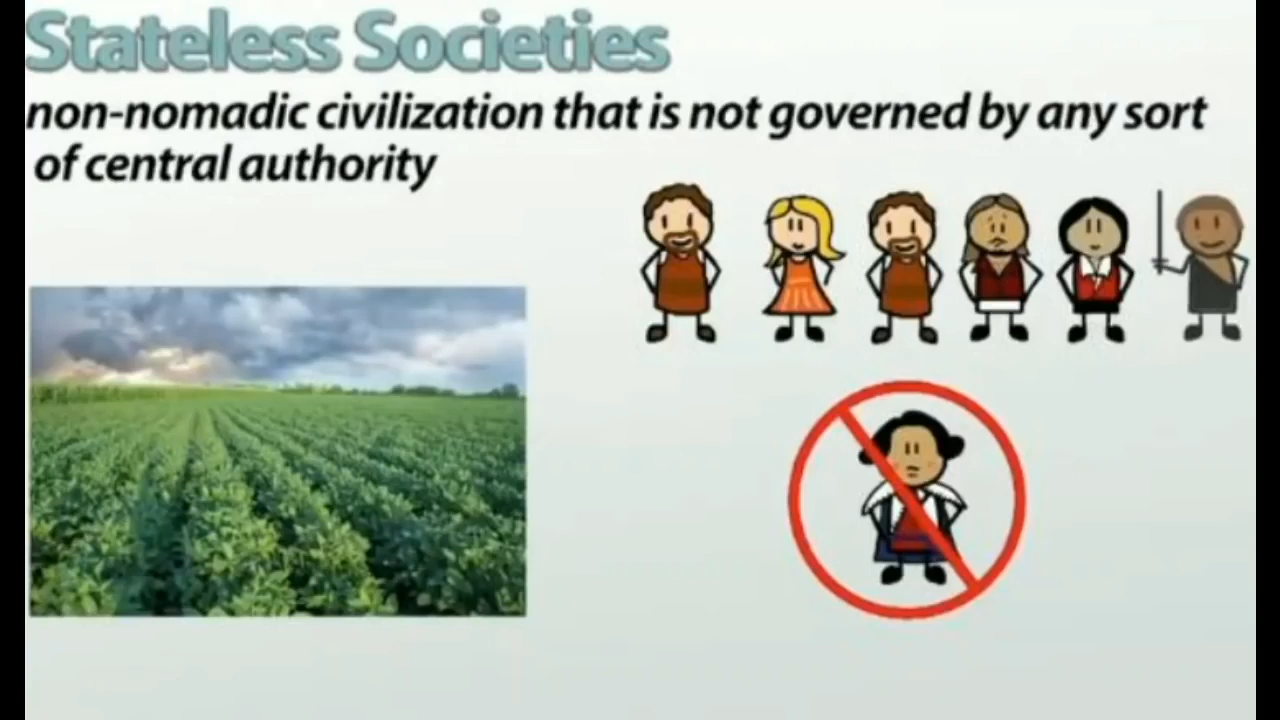 Stateless Societies
non-nomadic civilization that is not governed by any sort
of central authority